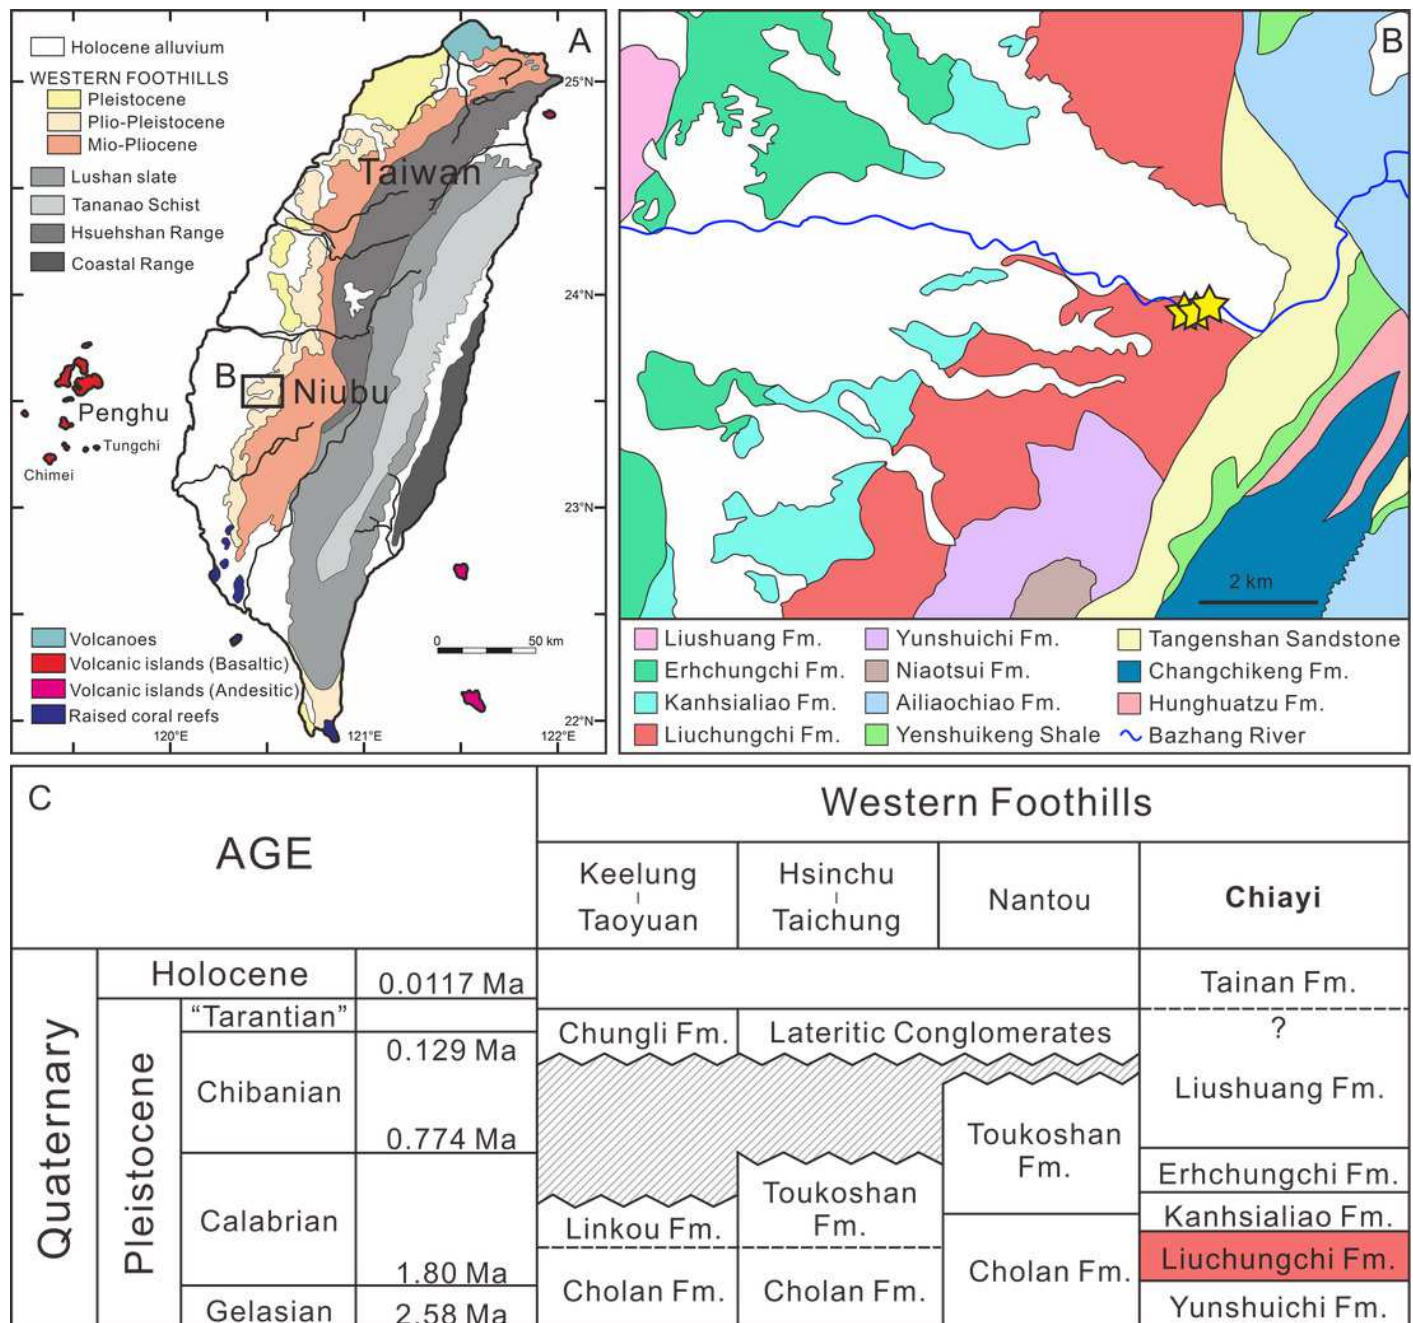 A
Holocene alluvium
WESTERN FOOTHILLS
Pleistocene
Plio-Pleistocene
Mio-Pliocene
Lushan slate
Tananao Schist
Hsuehshan Range
Coastal Range
Taiwan
25°N
24°N
23°N
22°N
B
Niubu
Penghu
Tungchi
Chimei
Volcanoes
Volcanic islands (Basaltic)
Volcanic islands (Andesitic)
Raised coral reefs
0 50 km
120°E 121°E 122°E
B
2 km
Liushuang Fm.
Erhchungchi Fm.
Kanhsialiao Fm.
Liuchungchi Fm.
Yunshuichi Fm.
Niaotsui Fm.
Ailiaochiao Fm.
Yenshuikeng Shale
Tangenshan Sandstone
Changchikeng Fm.
Hunghuatzu Fm.
Bazhang River
C
AGE
Western Foothills
Keelung
|
Taoyuan
Hsinchu
|
Taichung
Nantou
Chiayi
Quaternary
Holocene
0.0117 Ma
Pleistocene
“Tarantian”
0.129 Ma
Chibanian
0.774 Ma
Calabrian
1.80 Ma
Gelasian
2.58 Ma
Chungli Fm.
Linkou Fm.
Cholan Fm.
Lateritic Conglomerates
Toukoshan
Fm.
Cholan Fm.
Toukoshan
Fm.
Cholan Fm.
Tainan Fm.
?
Liushuang Fm.
Erhchungchi Fm.
Kanhsialiao Fm.
Liuchungchi Fm.
Yunshuichi Fm.